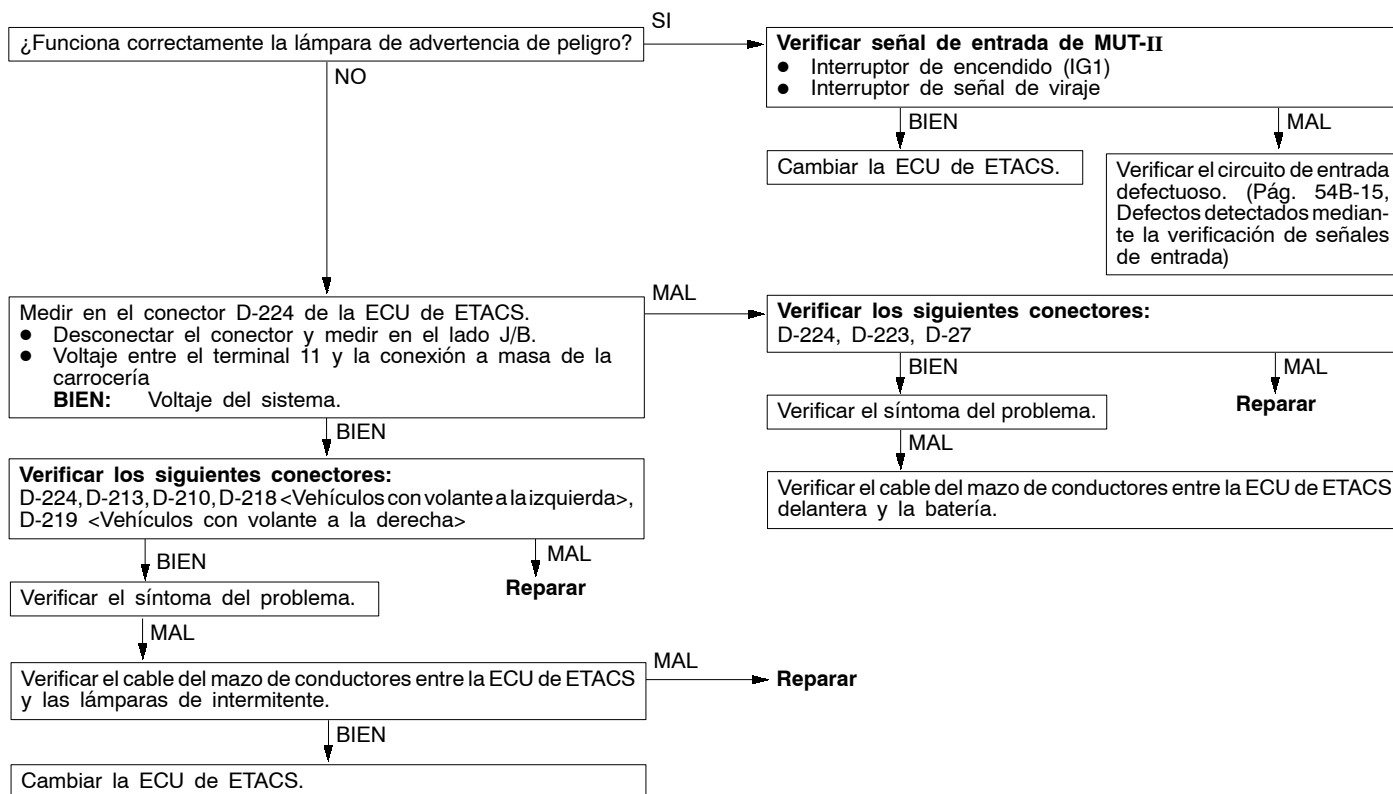 ¿Funciona correctamente la lámpara de advertencia de peligro?
SI
Verificar señal de entrada de MUT-II
● Interruptor de encendido (IG1)
● Interruptor de señal de viraje
NO
BIEN
MAL
Cambiar la ECU de ETACS.
Verificar el circuito de entrada
defectuoso. (Pág. 54B-15,
Defectos detectados median-
te la verificación de señales
de entrada)
Medir en el conector D-224 de la ECU de ETACS.
● Desconectar el conector y medir en el lado J/B.
● Voltaje entre el terminal 11 y la conexión a masa de la
carrocería
BIEN: Voltaje del sistema.
MAL
Verificar los siguientes conectores:
D-224, D-223, D-27
BIEN
MAL
Verificar el síntoma del problema.
Reparar
MAL
Verificar el cable del mazo de conductores entre la ECU de ETACS
delantera y la batería.
BIEN
Verificar los siguientes conectores:
D-224, D-213, D-210, D-218 <Vehículos con volante a la izquierda>,
D-219 <Vehículos con volante a la derecha>
BIEN
MAL
Verificar el síntoma del problema.
Reparar
MAL
Verificar el cable del mazo de conductores entre la ECU de ETACS
y las lámparas de intermitente.
MAL
Reparar
BIEN
Cambiar la ECU de ETACS.